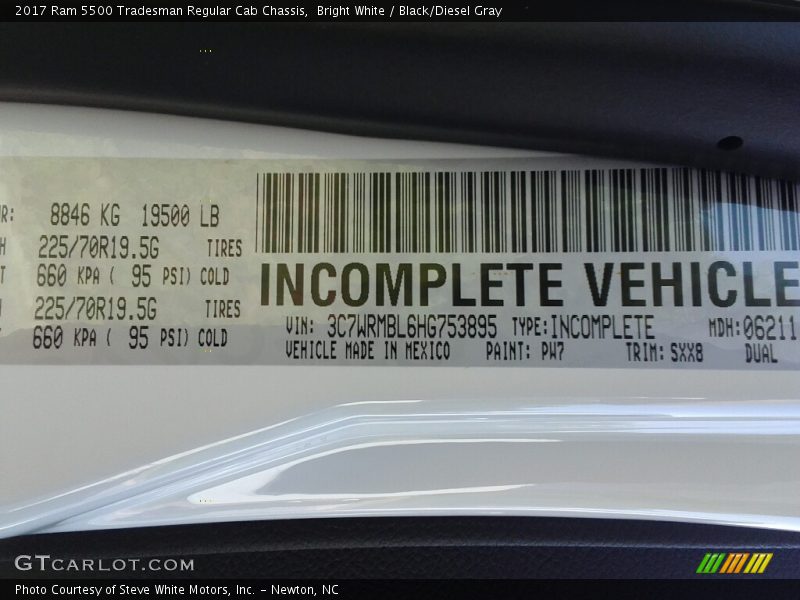 2017 Ram 5500 Tradesman Regular Cab Chassis,  Bright White / Black/Diesel Gray
R: 8846 KG 19500 LB
H 225/70R19.5G TIRES
T 660 KPA ( 95 PSI) COLD
225/70R19.5G TIRES
660 KPA ( 95 PSI) COLD
INCOMPLETE VEHICLE
VIN: 3C7WRMBL6HG753895 TYPE:INCOMPLETE MDH:06211
VEHICLE MADE IN MEXICO PAINT: PW7 TRIM: SXX8 DUAL
GTCARLOT.COM
Photo Courtesy of Steve White Motors, Inc. – Newton, NC